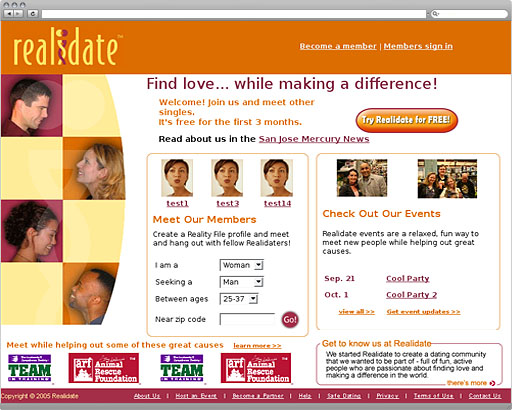 realidate™
Become a member | Members sign in
Find love... while making a difference!
Welcome! Join us and meet other
singles.
It's free for the first 3 months.
Try Realidate for FREE!
Read about us in the San Jose Mercury News
test1 test3 test14
Meet Our Members
Create a Reality File profile and meet
and hang out with fellow Realidaters!
I am a Woman
Seeking a Man
Between ages 25-37
Near zip code Go!
Check Out Our Events
Realidate events are a relaxed, fun way to
meet new people while helping out great
causes.
Sep. 21 Cool Party
Oct. 1 Cool Party 2
view all >> Get event updates >>
Meet while helping out some of these great causes learn more >>
TEAM IN TRAINING
arf Animal Rescue Foundation
TEAM IN TRAINING
arf Animal Rescue Foundation
Get to know us at Realidate
We started Realidate to create a dating community
that we wanted to be part of - full of fun, active
people who are passionate about finding love and
making a difference in the world.
there's more
Copyright © 2005 Realidate About Us | Host an Event | Become a Partner | Help | Safe Dating | Privacy | Terms | Contact Us